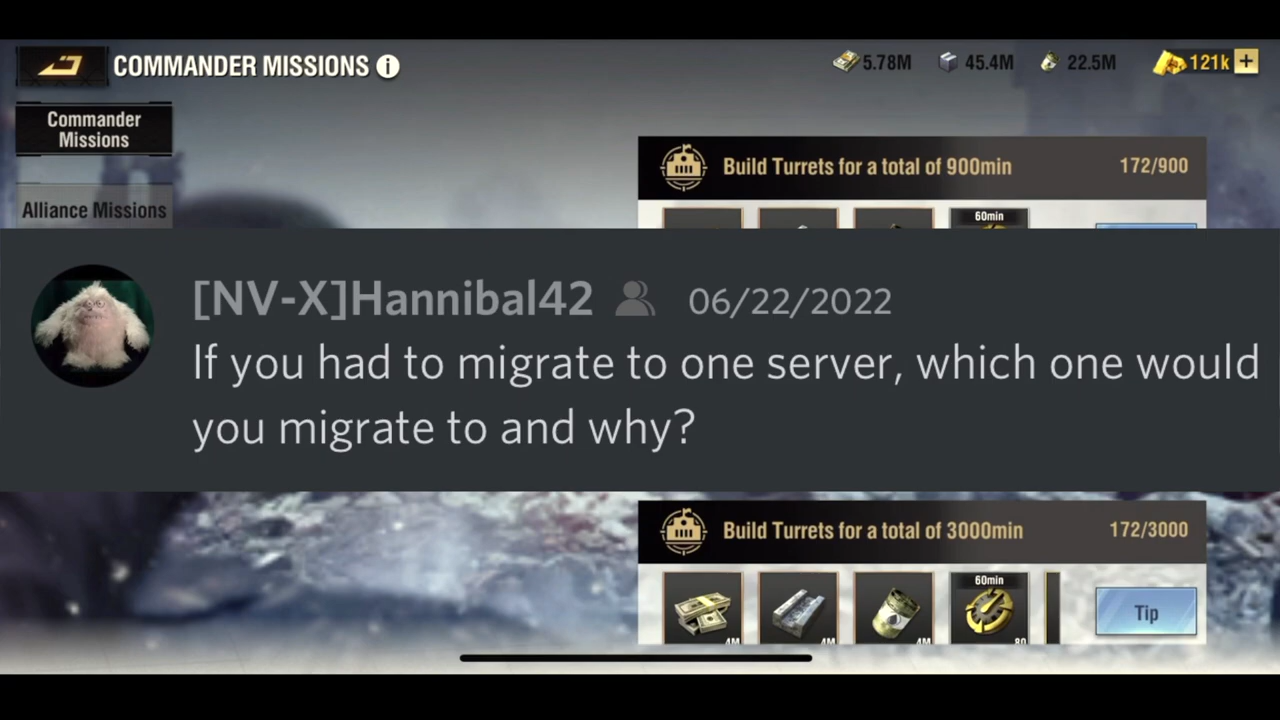 COMMANDER MISSIONS
5.78M
45.4M
22.5M
121k
Commander
Missions
Alliance Missions
Build Turrets for a total of 900min
172/900
60min
[NV-X]Hannibal42
06/22/2022
If you had to migrate to one server, which one would
you migrate to and why?
Build Turrets for a total of 3000min
172/3000
60min
4M
4M
4M
80
Tip